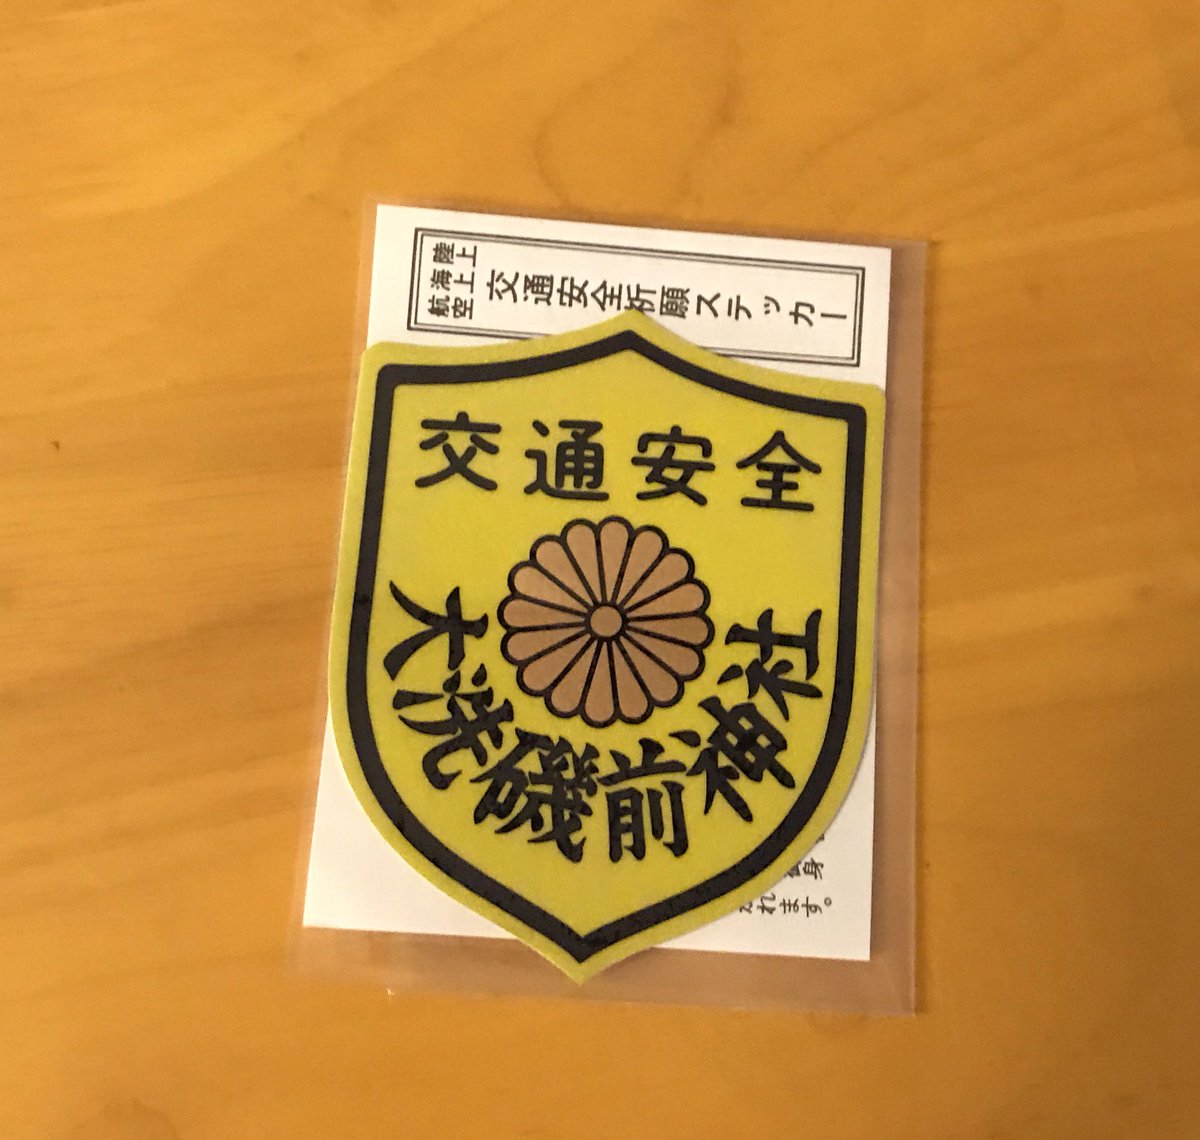 陸上
海上
航空
交通安全祈願ステッカー
交通安全
大洗磯前神社
身
れます。